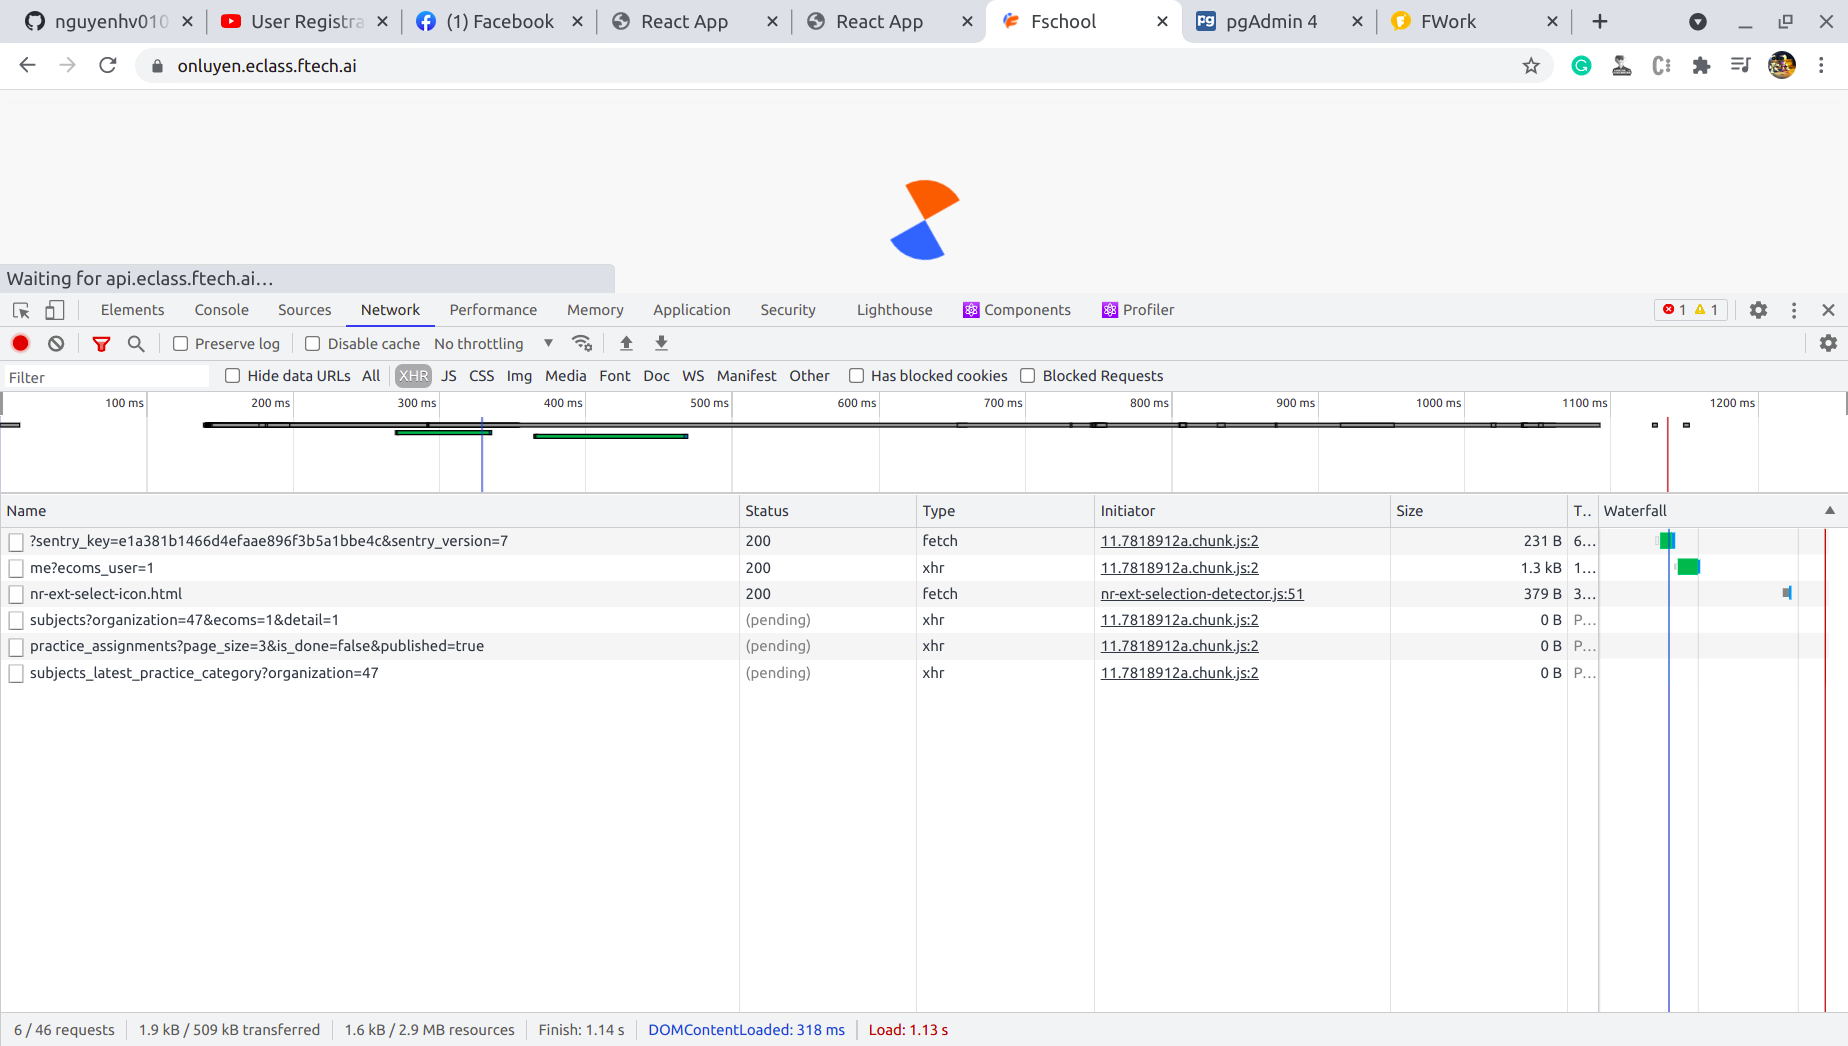 nguyenhv010 User Registra (1) Facebook React App React App Fschool pgAdmin 4 FWork
onluyen.eclass.ftech.ai
Waiting for api.eclass.ftech.ai…
Elements Console Sources Network Performance Memory Application Security Lighthouse Components Profiler 1 1
Preserve log Disable cache No throttling
Filter Hide data URLs All XHR JS CSS Img Media Font Doc WS Manifest Other Has blocked cookies Blocked Requests
100 ms 200 ms 300 ms 400 ms 500 ms 600 ms 700 ms 800 ms 900 ms 1000 ms 1100 ms 1200 ms
Name Status Type Initiator Size T.. Waterfall
?sentry_key=e1a381b1466d4efaae896f3b5a1bbe4c&sentry_version=7 200 fetch 11.7818912a.chunk.js:2 231 B 6…
me?ecoms_user=1 200 xhr 11.7818912a.chunk.js:2 1.3 kB 1…
nr-ext-select-icon.html 200 fetch nr-ext-selection-detector.js:51 379 B 3…
subjects?organization=47&ecoms=1&detail=1 (pending) xhr 11.7818912a.chunk.js:2 0 B P…
practice_assignments?page_size=3&is_done=false&published=true (pending) xhr 11.7818912a.chunk.js:2 0 B P…
subjects_latest_practice_category?organization=47 (pending) xhr 11.7818912a.chunk.js:2 0 B P…
6 / 46 requests 1.9 kB / 509 kB transferred 1.6 kB / 2.9 MB resources Finish: 1.14 s DOMContentLoaded: 318 ms Load: 1.13 s